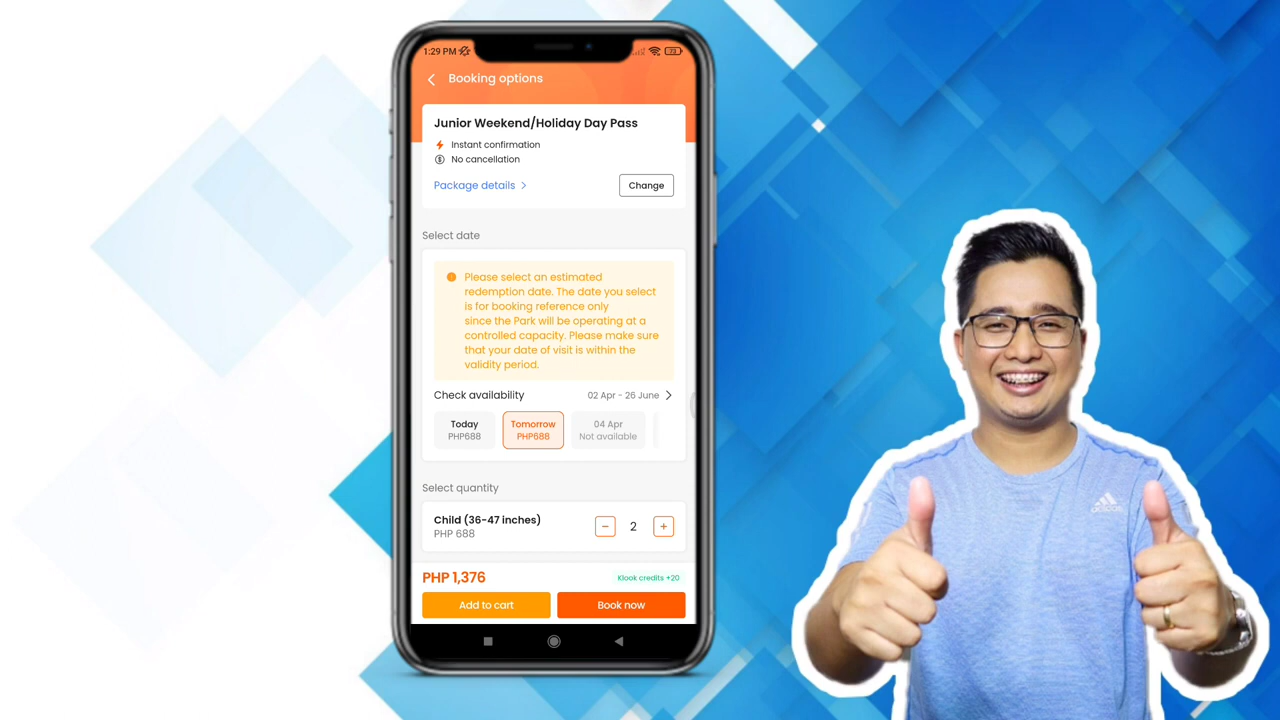 1:29 PM
73
Booking options
Junior Weekend/Holiday Day Pass
Instant confirmation
No cancellation
Package details
Change
Select date
Please select an estimated
redemption date. The date you select
is for booking reference only
since the Park will be operating at a
controlled capacity. Please make sure
that your date of visit is within the
validity period.
Check availability 02 Apr - 26 June
Today Tomorrow 04 Apr
PHP688 PHP688 Not available
Select quantity
Child (36-47 inches)
PHP 688
− 2 +
PHP 1,376 Klook credits +20
Add to cart Book now
adidas